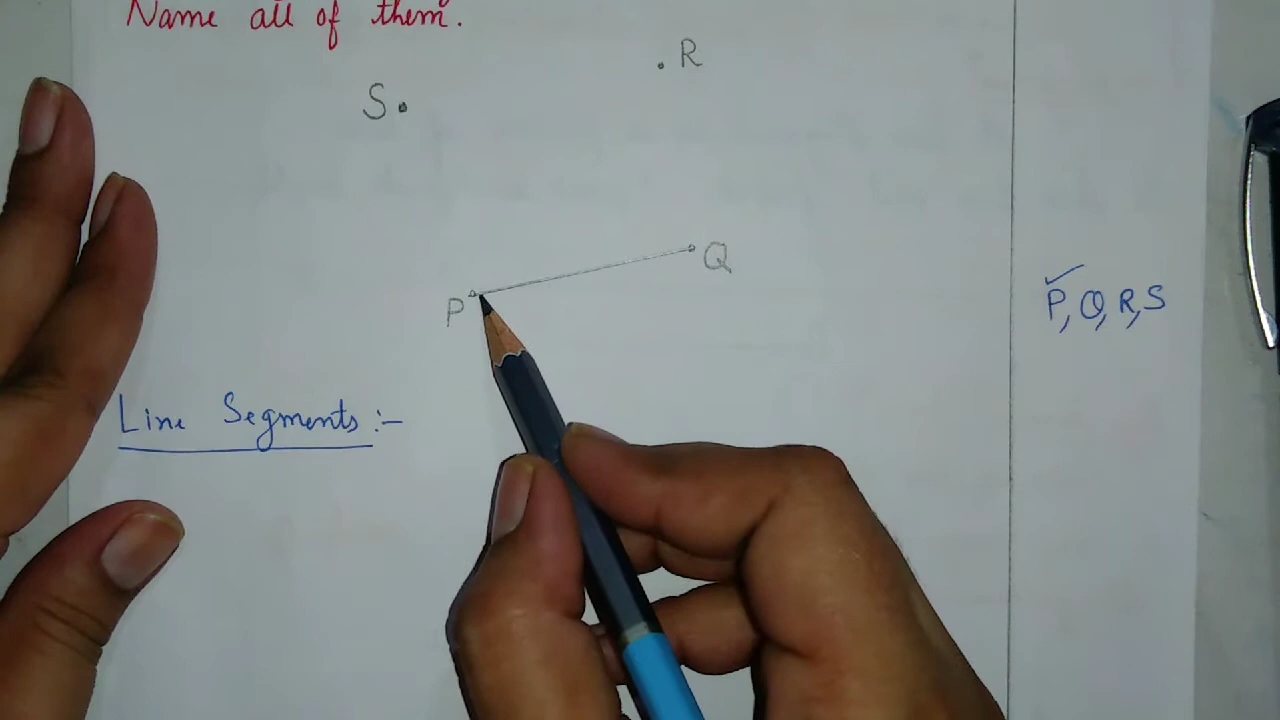 Name all of them.
. R
S .
Q
P
P, Q, R, S
Line Segments :-